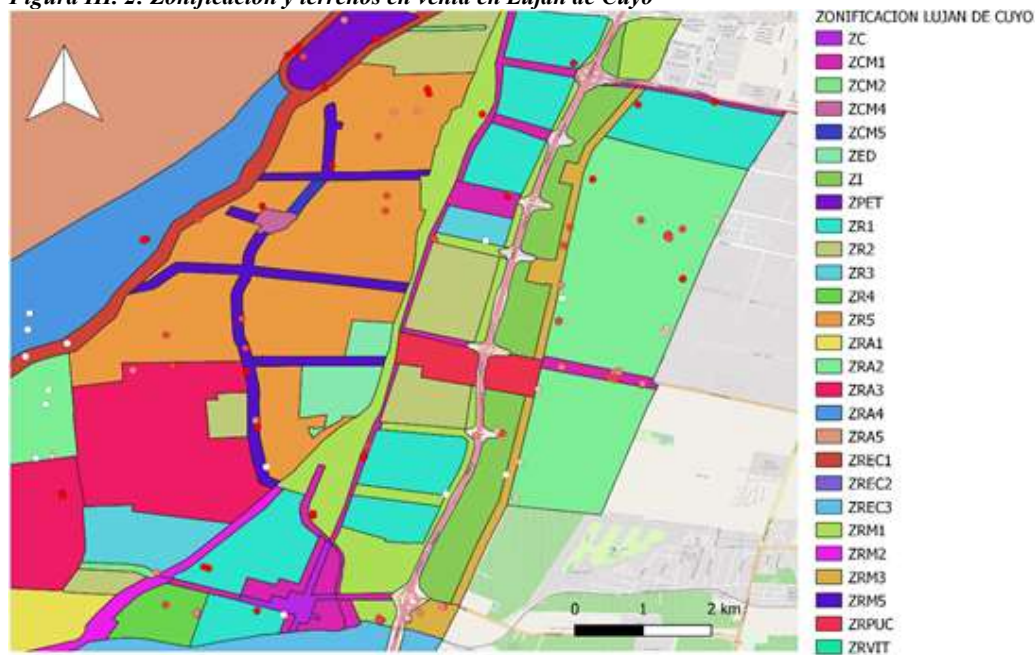 Figura III. 2: Zonificación y terrenos en venta en Luján de Cuyo
ZONIFICACION LUJAN DE CUYO
ZC
ZCM1
ZCM2
ZCM4
ZCM5
ZED
ZI
ZPET
ZR1
ZR2
ZR3
ZR4
ZR5
ZRA1
ZRA2
ZRA3
ZRA4
ZRA5
ZREC1
ZREC2
ZREC3
ZRM1
ZRM2
ZRM3
ZRM5
ZRPUC
ZRVIT
0 1 2 km